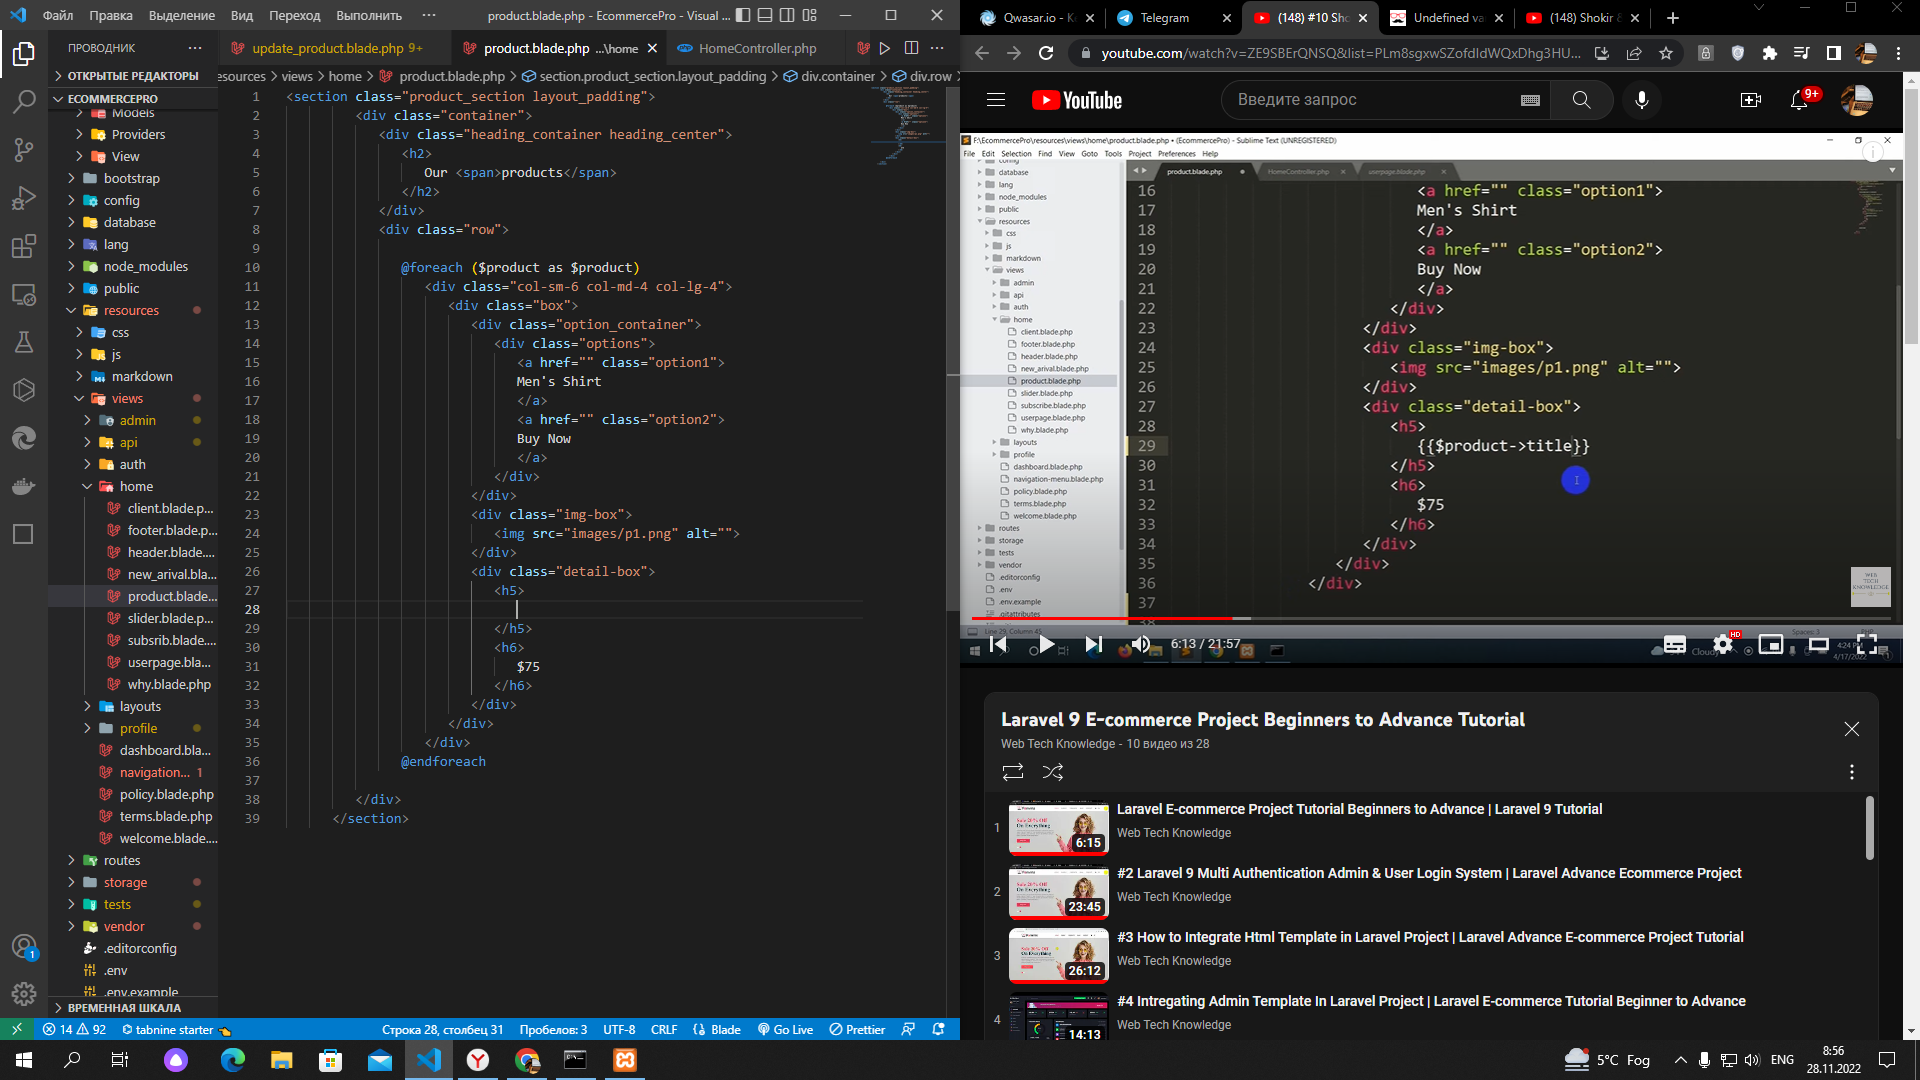 Файл Правка Выделение Вид Переход Выполнить ··· product.blade.php - EcommercePro - Visual ...
ПРОВОДНИК ···
update_product.blade.php 9+ product.blade.php ...\home HomeController.php ···
ОТКРЫТЫЕ РЕДАКТОРЫ
esources > views > home > product.blade.php > section.product_section.layout_padding > div.container > div.row >
ECOMMERCEPRO
Models
Providers
View
bootstrap
config
database
lang
node_modules
public
resources
css
js
markdown
views
admin
api
auth
home
client.blade.p...
footer.blade.p...
header.blade....
new_arival.bla...
product.blade...
slider.blade.p...
subsrib.blade....
userpage.bla...
why.blade.php
layouts
profile
dashboard.bla...
navigation... 1
policy.blade.php
terms.blade.php
welcome.blade....
routes
storage
tests
vendor
.editorconfig
.env
.env.example
ВРЕМЕННАЯ ШКАЛА
1 <section class="product_section layout_padding">
2 <div class="container">
3 <div class="heading_container heading_center">
4 <h2>
5 Our <span>products</span>
6 </h2>
7 </div>
8 <div class="row">
9
10 @foreach ($product as $product)
11 <div class="col-sm-6 col-md-4 col-lg-4">
12 <div class="box">
13 <div class="option_container">
14 <div class="options">
15 <a href="" class="option1">
16 Men's Shirt
17 </a>
18 <a href="" class="option2">
19 Buy Now
20 </a>
21 </div>
22 </div>
23 <div class="img-box">
24 <img src="images/p1.png" alt="">
25 </div>
26 <div class="detail-box">
27 <h5>
28
29 </h5>
30 <h6>
31 $75
32 </h6>
33 </div>
34 </div>
35 </div>
36 @endforeach
37
38 </div>
39 </section>
14 92 tabnine starter Строка 28, столбец 31 Пробелов: 3 UTF-8 CRLF Blade Go Live Prettier
Qwasar.io - K Telegram (148) #10 Sho Undefined va (148) Shokir &
youtube.com/watch?v=ZE9SBErQNSQ&list=PLm8sgxwSZofdIdWQxDhg3HU...
YouTube
Введите запрос
9+
F:\EcommercePro\resources\views\home\product.blade.php • (EcommercePro) - Sublime Text (UNREGISTERED)
File Edit Selection Find View Goto Tools Project Preferences Help
product.blade.php HomeController.php userpage.blade.php
config
database
lang
node_modules
public
resources
css
js
markdown
views
admin
api
auth
home
client.blade.php
footer.blade.php
header.blade.php
new_arival.blade.php
product.blade.php
slider.blade.php
subscribe.blade.php
userpage.blade.php
why.blade.php
layouts
profile
dashboard.blade.php
navigation-menu.blade.php
policy.blade.php
terms.blade.php
welcome.blade.php
routes
storage
tests
vendor
.editorconfig
.env
.env.example
.gitattributes
16 <a href="" class="option1">
17 Men's Shirt
18 </a>
19 <a href="" class="option2">
20 Buy Now
21 </a>
22 </div>
23 </div>
24 <div class="img-box">
25 <img src="images/p1.png" alt="">
26 </div>
27 <div class="detail-box">
28 <h5>
29 {{$product->title}}
30 </h5>
31 <h6>
32 $75
33 </h6>
34 </div>
35 </div>
36 </div>
37
38
WEB TECH KNOWLEDGE
Line 29, Column 45
6:13 / 21:57
HD
Cloudy
4:24 PM
4/17/2022
Laravel 9 E-commerce Project Beginners to Advance Tutorial
Web Tech Knowledge - 10 видео из 28
1 6:15 Laravel E-commerce Project Tutorial Beginners to Advance | Laravel 9 Tutorial
Web Tech Knowledge
2 23:45 #2 Laravel 9 Multi Authentication Admin & User Login System | Laravel Advance Ecommerce Project
Web Tech Knowledge
3 26:12 #3 How to Integrate Html Template in Laravel Project | Laravel Advance E-commerce Project Tutorial
Web Tech Knowledge
4 14:13 #4 Intregating Admin Template In Laravel Project | Laravel E-commerce Tutorial Beginner to Advance
Web Tech Knowledge
5°C Fog ENG 8:56
28.11.2022